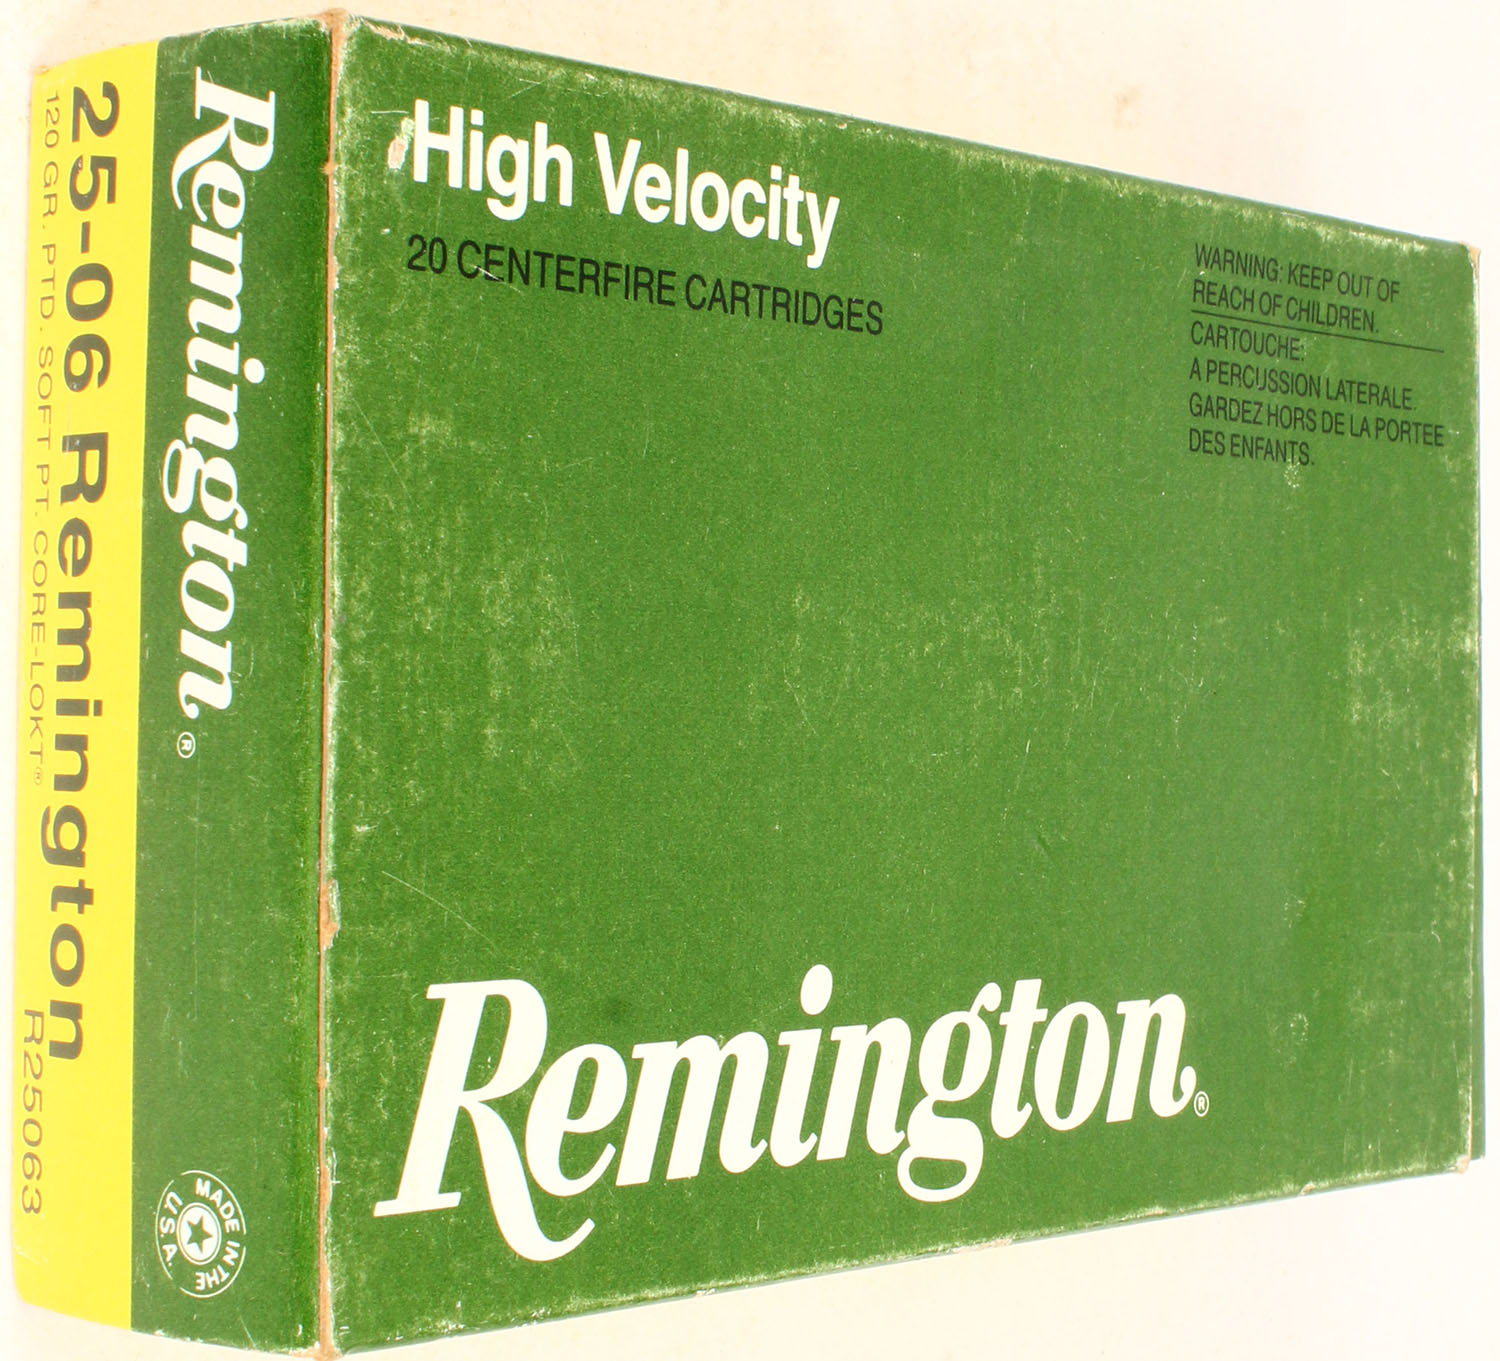 High Velocity
20 CENTERFIRE CARTRIDGES
WARNING: KEEP OUT OF
REACH OF CHILDREN.
CARTOUCHE:
A PERCUSSION LATERALE.
GARDEZ HORS DE LA PORTEE
DES ENFANTS.
Remington®
Remington®
MADE IN THE
U.S.A.
25-06 Remington
120 GR. PTD. SOFT PT. CORE-LOKT® R25063